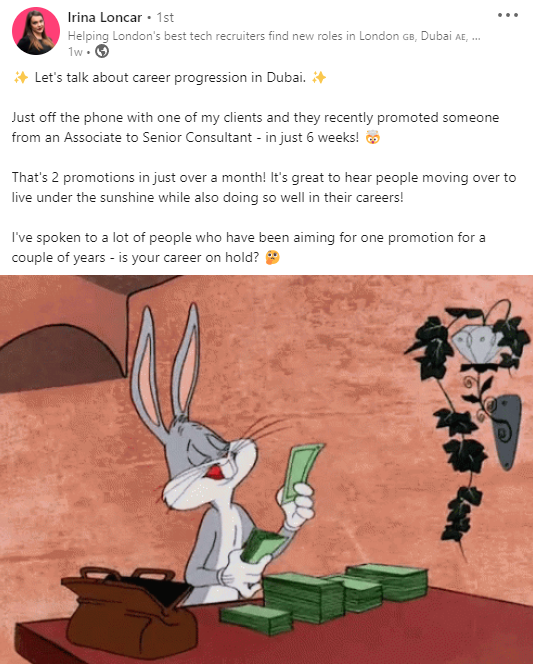 Irina Loncar • 1st
Helping London's best tech recruiters find new roles in London GB, Dubai AE, ...
1w •
✨ Let's talk about career progression in Dubai. ✨
Just off the phone with one of my clients and they recently promoted someone
from an Associate to Senior Consultant - in just 6 weeks! 🤯
That's 2 promotions in just over a month! It's great to hear people moving over to
live under the sunshine while also doing so well in their careers!
I've spoken to a lot of people who have been aiming for one promotion for a
couple of years - is your career on hold? 🤔